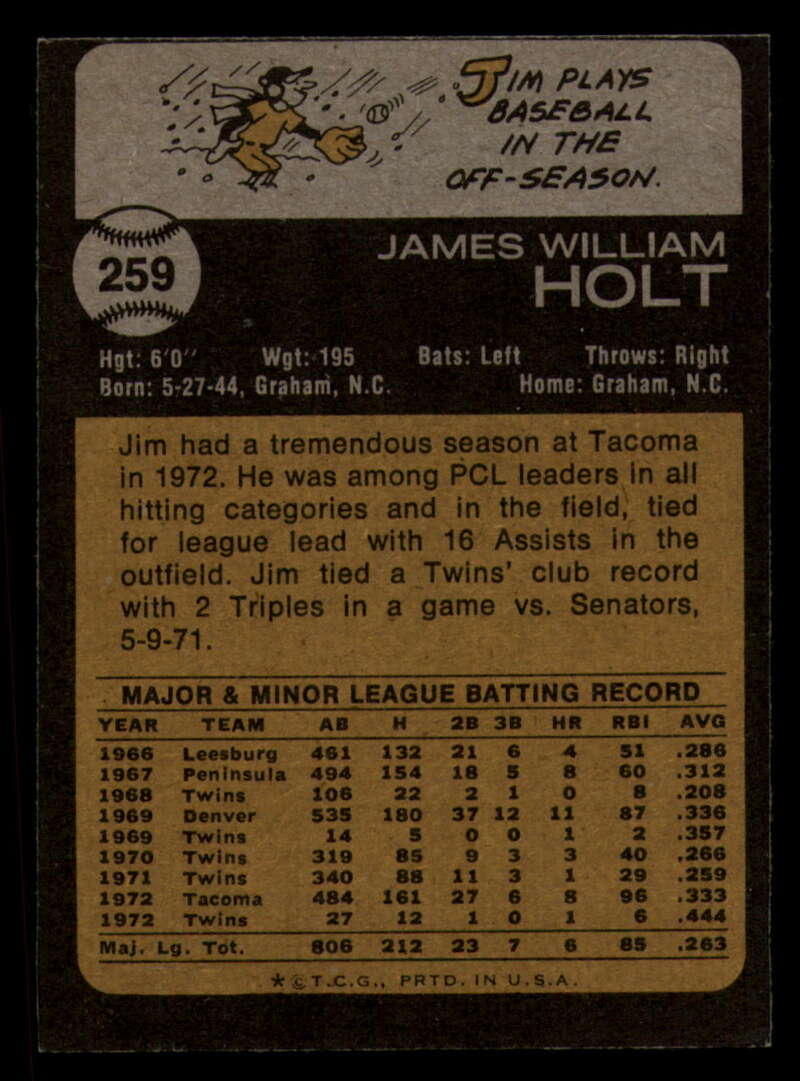 JIM PLAYS
BASEBALL
IN THE
OFF-SEASON.
259
JAMES WILLIAM
HOLT
Hgt: 6'0" Wgt: 195 Bats: Left Throws: Right
Born: 5-27-44, Graham, N.C. Home: Graham, N.C.
Jim had a tremendous season at Tacoma
in 1972. He was among PCL leaders in all
hitting categories and in the field, tied
for league lead with 16 Assists in the
outfield. Jim tied a Twins' club record
with 2 Triples in a game vs. Senators,
5-9-71.
MAJOR & MINOR LEAGUE BATTING RECORD
YEAR TEAM AB H 2B 3B HR RBI AVG
1966 Leesburg 461 132 21 6 4 51 .286
1967 Peninsula 494 154 18 5 8 60 .312
1968 Twins 106 22 2 1 0 8 .208
1969 Denver 535 180 37 12 11 87 .336
1969 Twins 14 5 0 0 1 2 .357
1970 Twins 319 85 9 3 3 40 .266
1971 Twins 340 88 11 3 1 29 .259
1972 Tacoma 484 161 27 6 8 96 .333
1972 Twins 27 12 1 0 1 6 .444
Maj. Lg. Tot. 806 212 23 7 6 85 .263
*© T.C.G., PRTD. IN U.S.A.